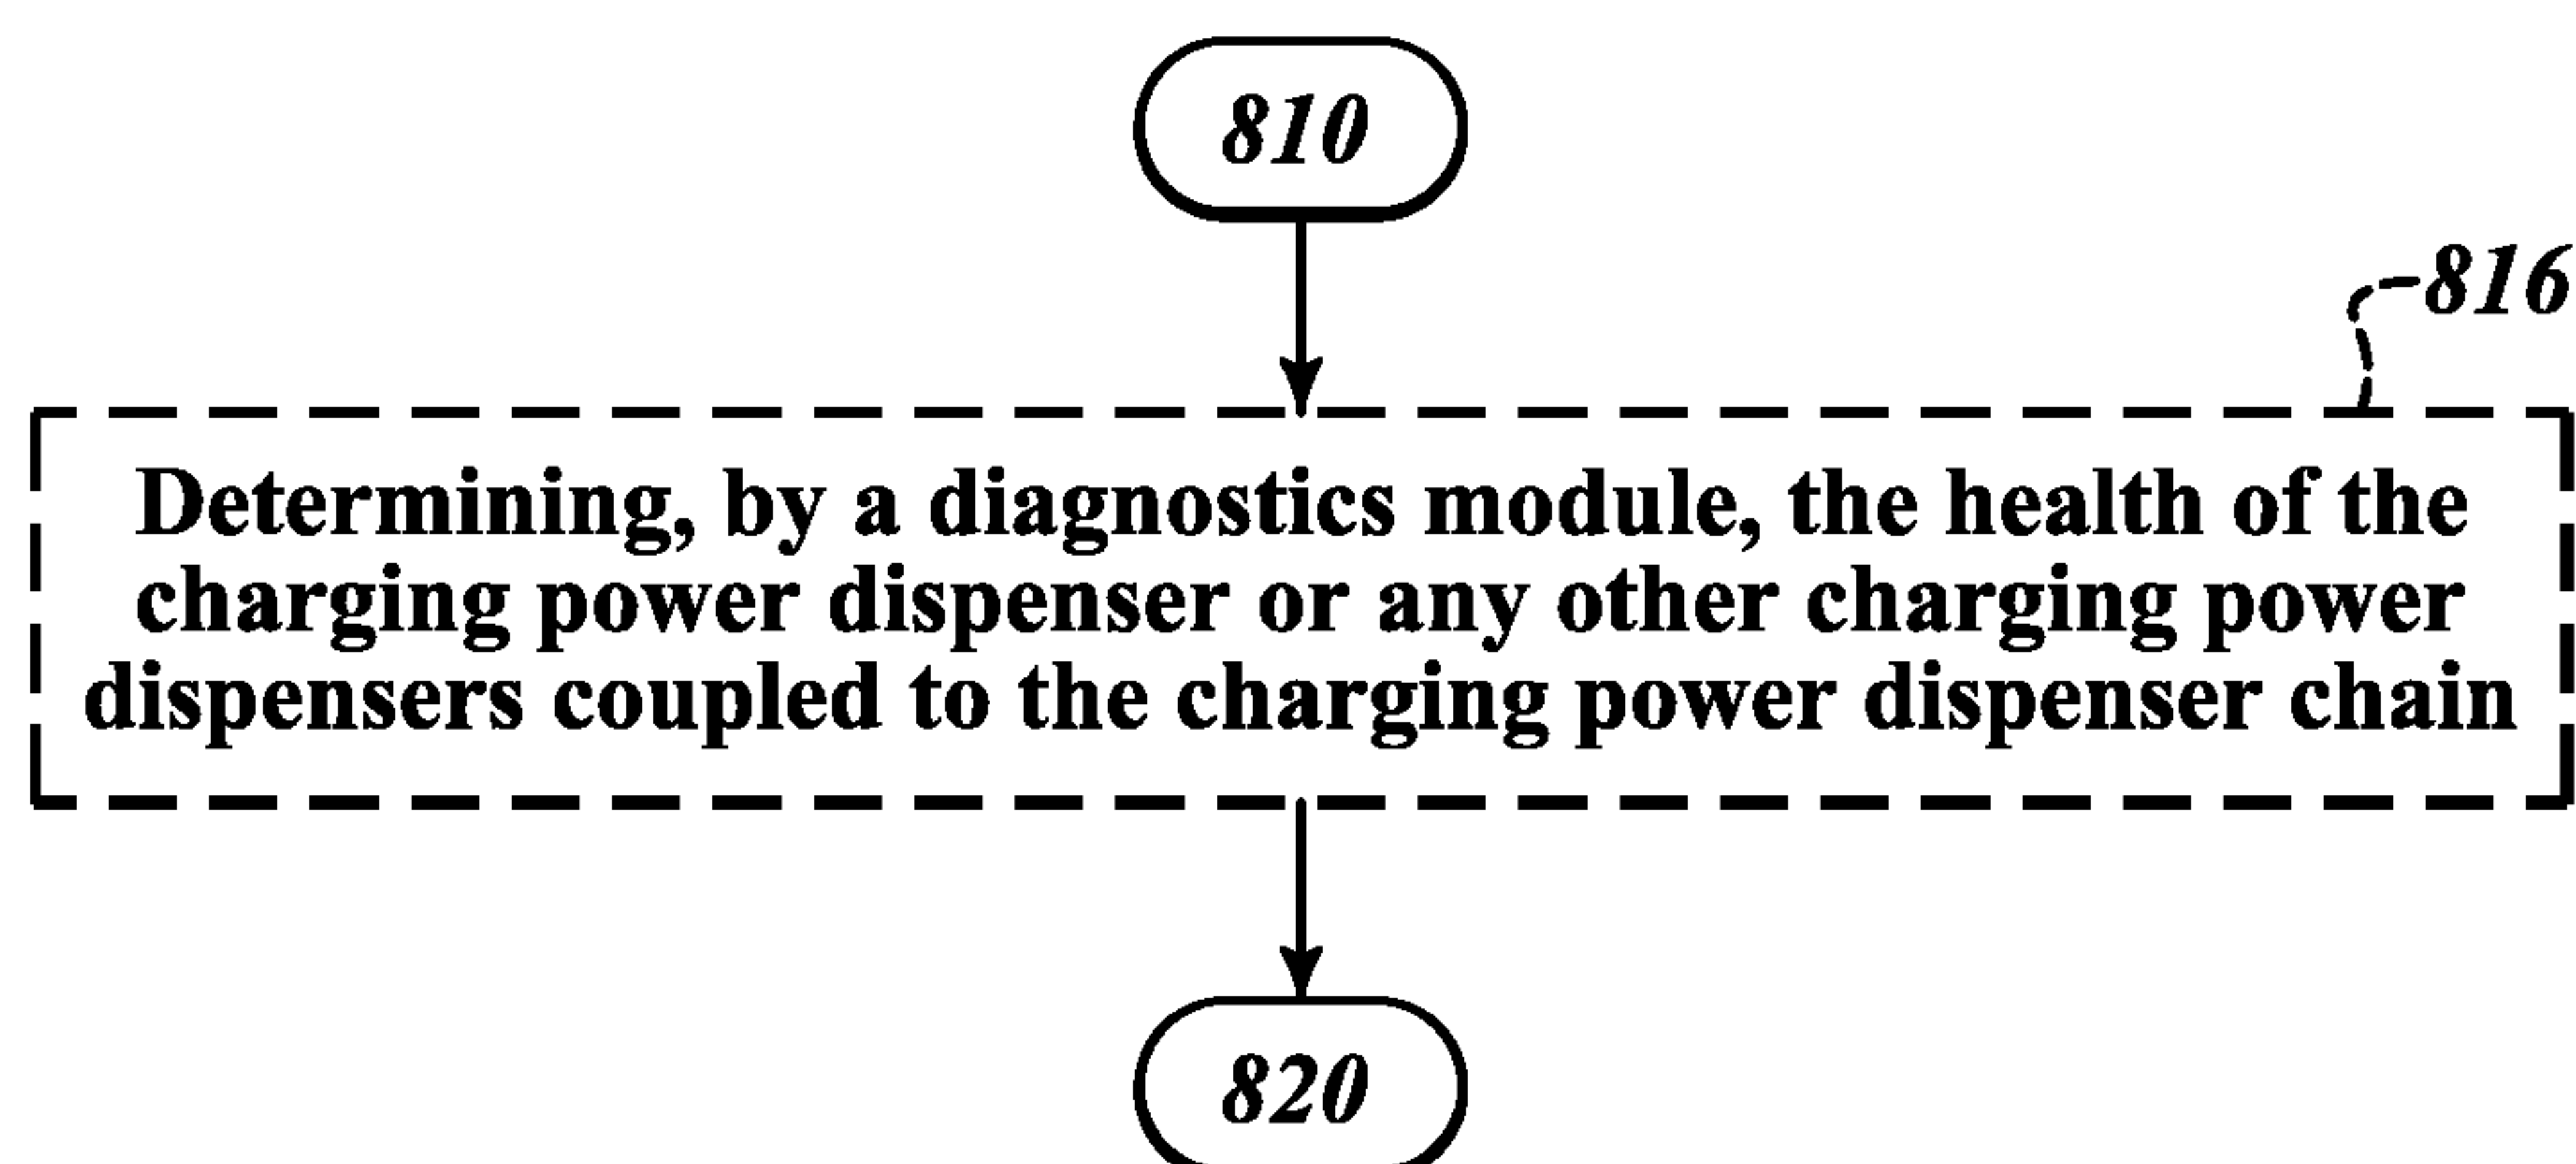 810
816
Determining, by a diagnostics module, the health of the
charging power dispenser or any other charging power
dispensers coupled to the charging power dispenser chain
820